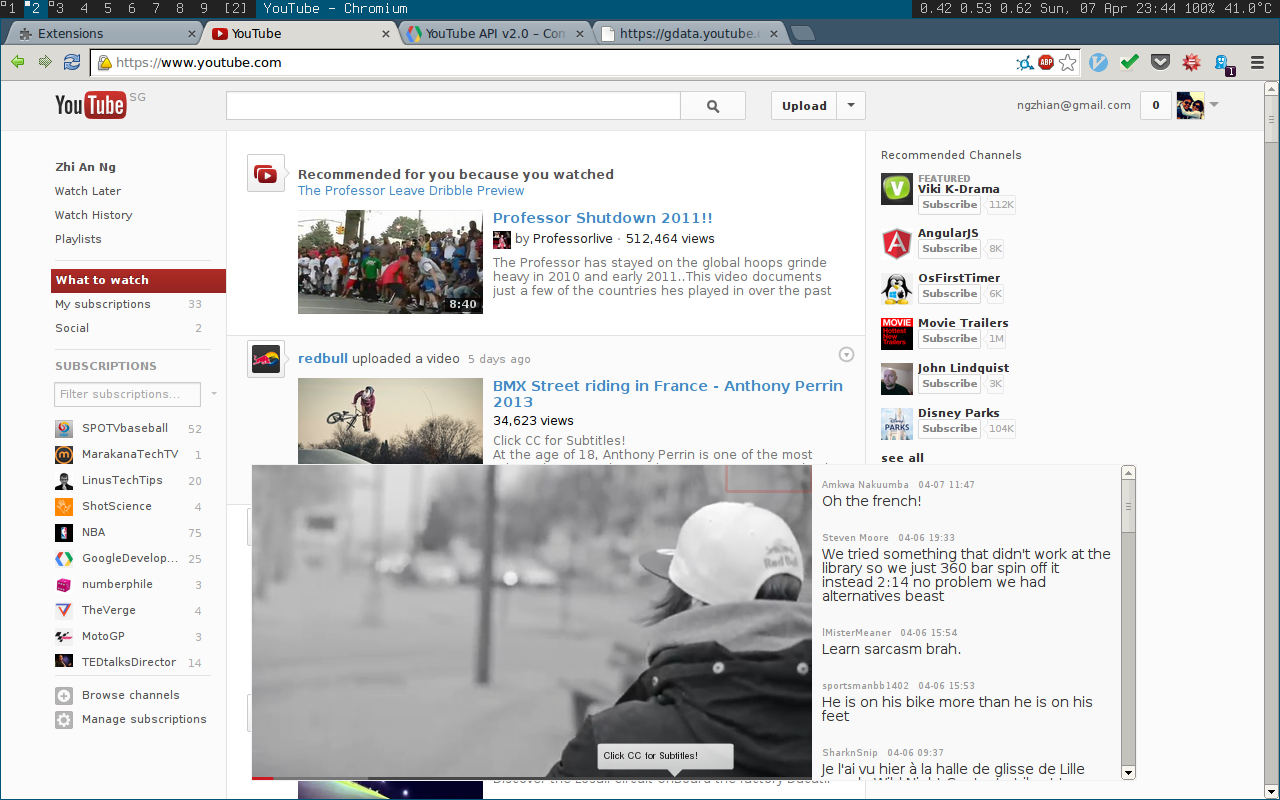 1 2 3 4 5 6 7 8 9 [2] YouTube - Chromium 0.42 0.53 0.62 Sun, 07 Apr 23:44 100% 41.0°C
Extensions × YouTube × YouTube API v2.0 – Con × https://gdata.youtube. ×
https://www.youtube.com ABP 1
YouTube SG
Upload
ngzhian@gmail.com 0
Zhi An Ng
Watch Later
Watch History
Playlists
What to watch
My subscriptions 33
Social 2
SUBSCRIPTIONS
Filter subscriptions...
SPOTVbaseball 52
MarakanaTechTV 1
LinusTechTips 20
ShotScience 4
NBA 75
GoogleDevelop... 25
numberphile 3
TheVerge 4
MotoGP 3
TEDtalksDirector 14
Browse channels
Manage subscriptions
Recommended for you because you watched
The Professor Leave Dribble Preview
8:40
Professor Shutdown 2011!!
by Professorlive · 512,464 views
The Professor has stayed on the global hoops grinde
heavy in 2010 and early 2011..This video documents
just a few of the countries hes played in over the past
redbull uploaded a video 5 days ago
BMX Street riding in France - Anthony Perrin
2013
34,623 views
Click CC for Subtitles!
At the age of 18, Anthony Perrin is one of the most
Red Bull
Click CC for Subtitles!
Recommended Channels
FEATURED
Viki K-Drama
Subscribe 112K
AngularJS
Subscribe 8K
OsFirstTimer
Subscribe 6K
MOVIE
Hottest
New
Trailers
Movie Trailers
Subscribe 1M
John Lindquist
Subscribe 3K
Disney
PARKS
Disney Parks
Subscribe 104K
see all
Amkwa Nakuumba 04-07 11:47
Oh the french!
Steven Moore 04-06 19:33
We tried something that didn't work at the
library so we just 360 bar spin off it
instead 2:14 no problem we had
alternatives beast
lMisterMeaner 04-06 15:54
Learn sarcasm brah.
sportsmanbb1402 04-06 15:53
He is on his bike more than he is on his
feet
SharknSnip 04-06 09:37
Je l'ai vu hier à la halle de glisse de Lille